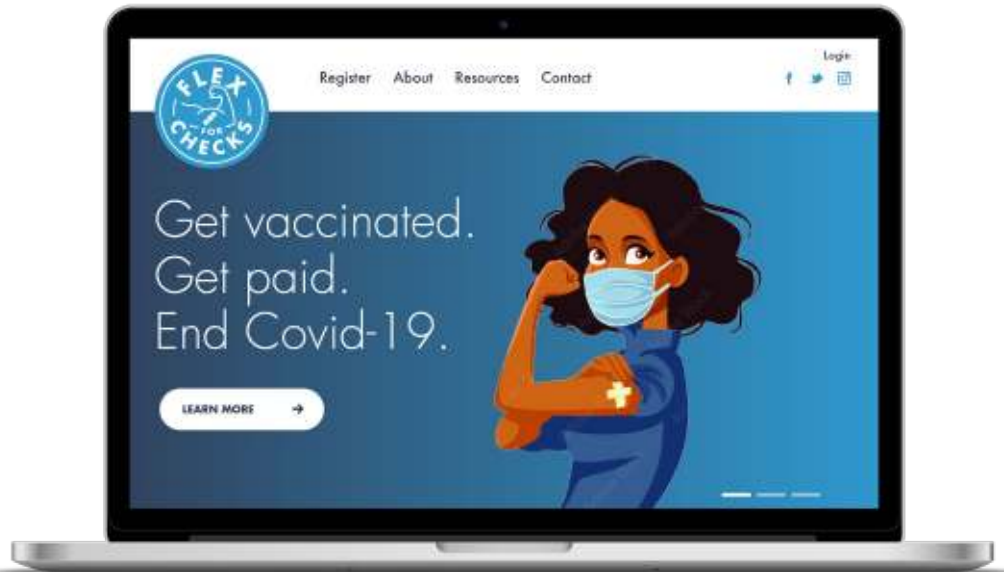 Login
Register About Resources Contact
FLEX
FOR
CHECKS
Get vaccinated.
Get paid.
End Covid-19.
LEARN MORE